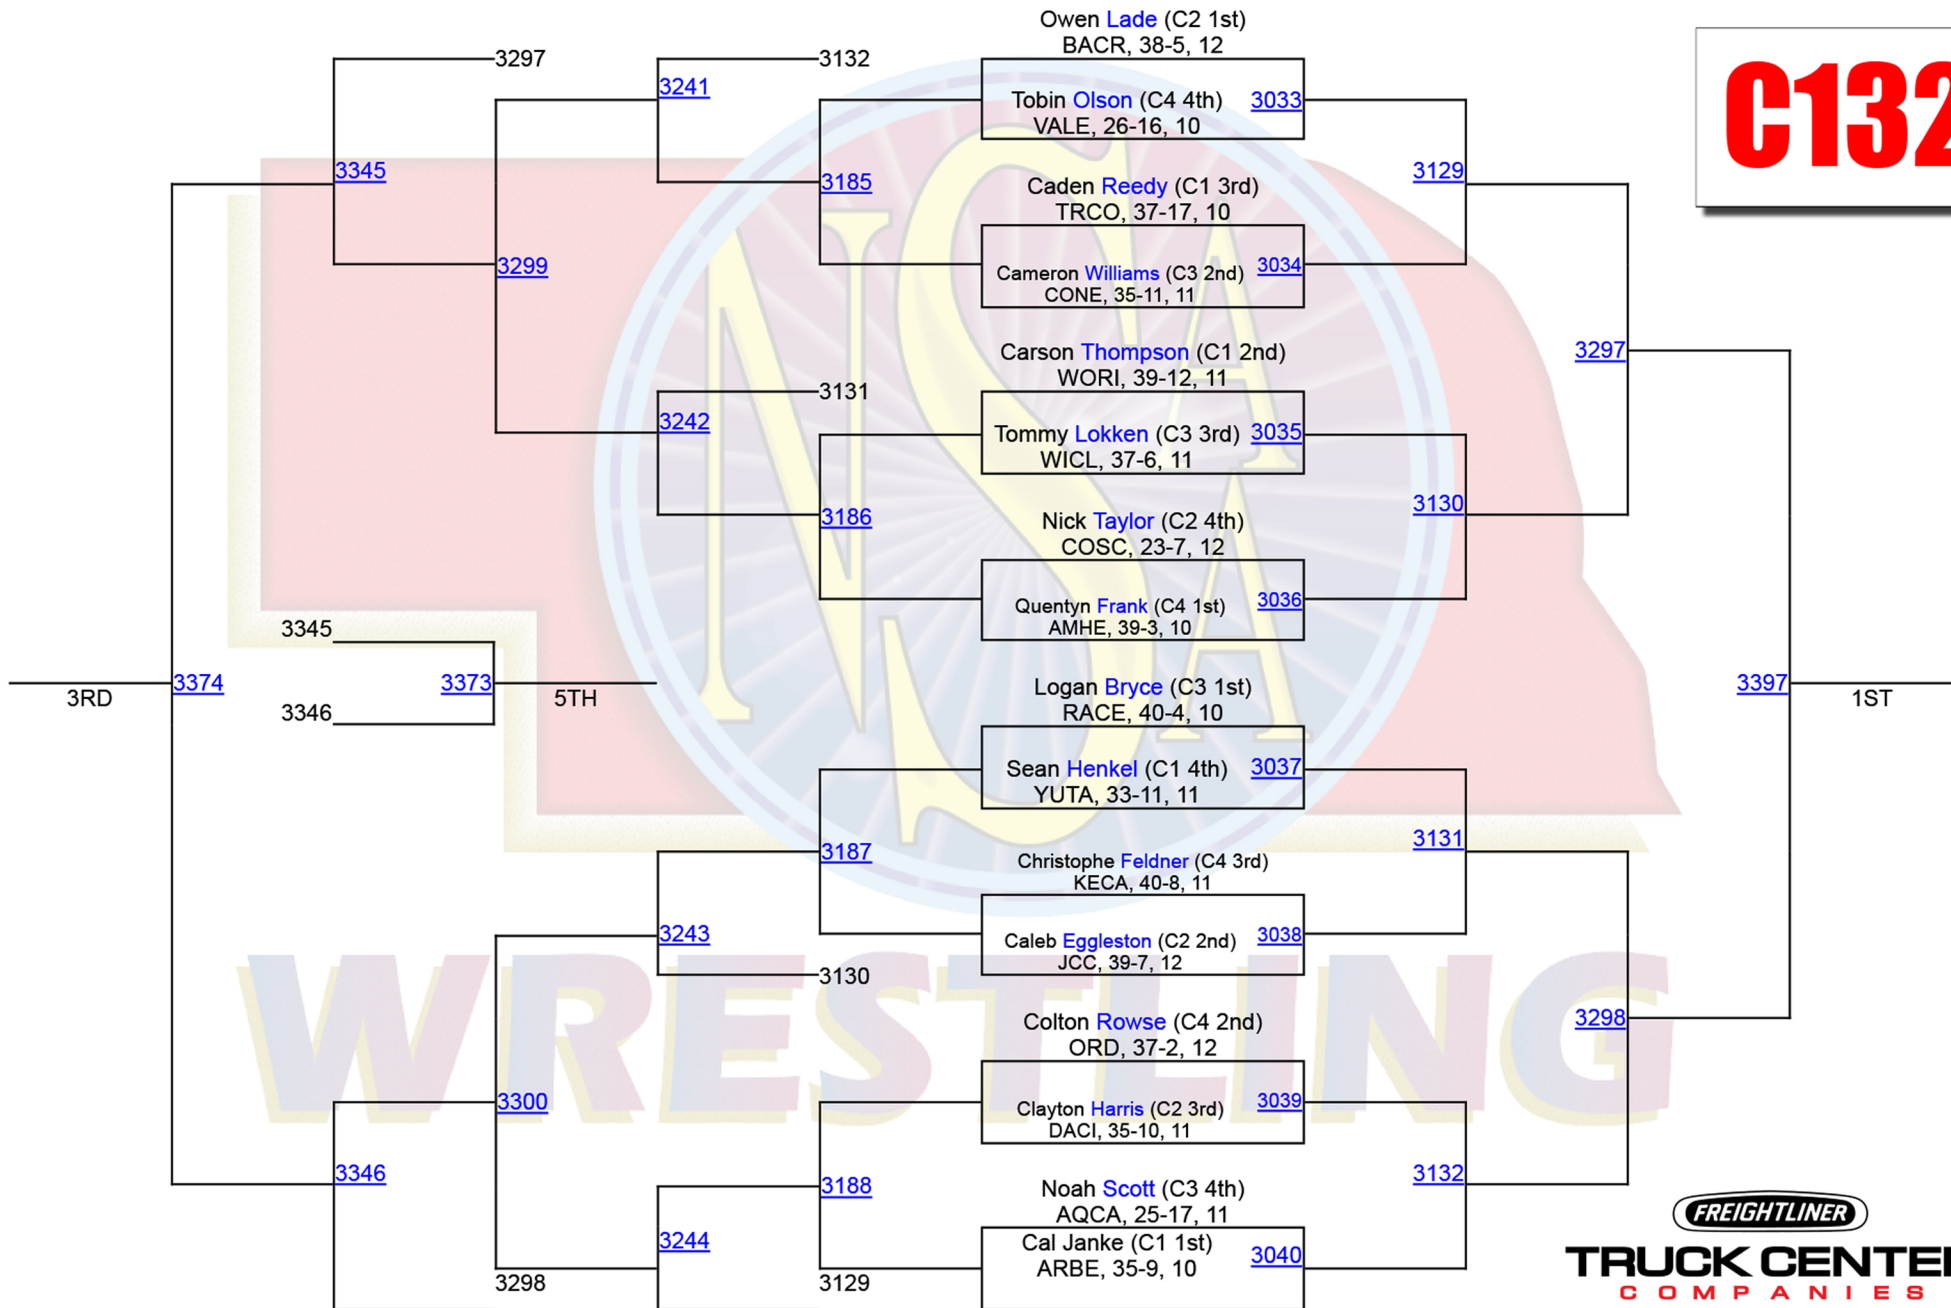 Owen Lade (C2 1st)
BACR, 38-5, 12
3297
3132
3241
Tobin Olson (C4 4th)
VALE, 26-16, 10
3033
C132
3345
3185
3129
Caden Reedy (C1 3rd)
TRCO, 37-17, 10
3299
Cameron Williams (C3 2nd)
CONE, 35-11, 11
3034
Carson Thompson (C1 2nd)
WORI, 39-12, 11
3297
3131
3242
Tommy Lokken (C3 3rd)
WICL, 37-6, 11
3035
3186
3130
Nick Taylor (C2 4th)
COSC, 23-7, 12
Quentyn Frank (C4 1st)
AMHE, 39-3, 10
3036
3345
3RD
3374
3373
5TH
3346
Logan Bryce (C3 1st)
RACE, 40-4, 10
3397
1ST
Sean Henkel (C1 4th)
YUTA, 33-11, 11
3037
3187
3131
Christophe Feldner (C4 3rd)
KECA, 40-8, 11
3243
Caleb Eggleston (C2 2nd)
JCC, 39-7, 12
3038
3130
Colton Rowse (C4 2nd)
ORD, 37-2, 12
3298
3300
Clayton Harris (C2 3rd)
DACI, 35-10, 11
3039
3346
3188
3132
Noah Scott (C3 4th)
AQCA, 25-17, 11
3244
Cal Janke (C1 1st)
ARBE, 35-9, 10
3040
3298
3129
NSAA
WRESTLING
FREIGHTLINER
TRUCK CENTER
COMPANIES